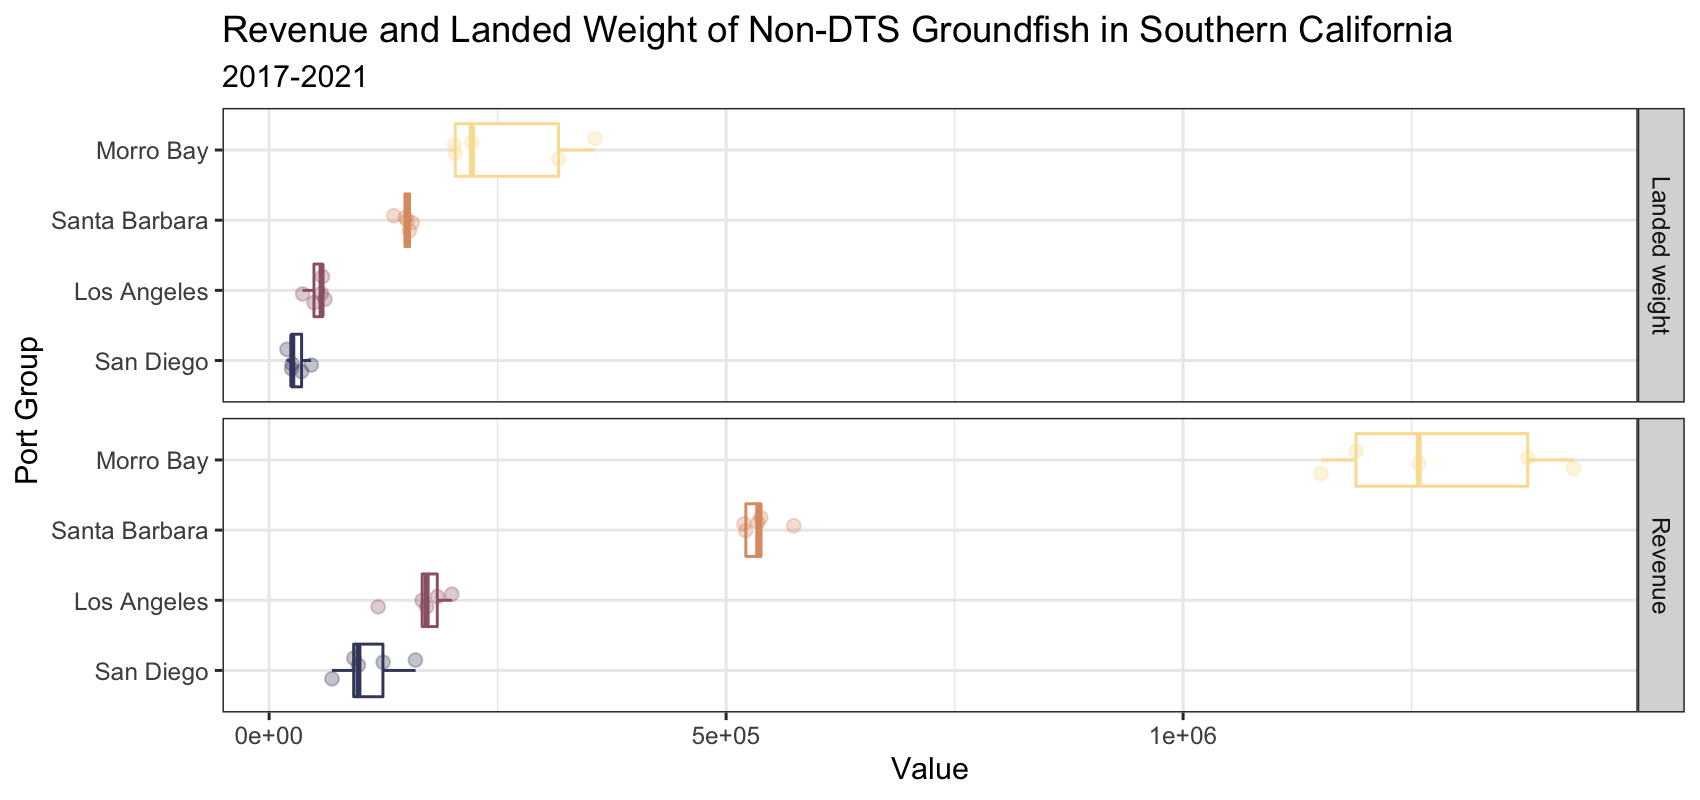 Revenue and Landed Weight of Non-DTS Groundfish in Southern California
2017-2021
Port Group
Morro Bay
Santa Barbara
Los Angeles
San Diego
Landed weight
Morro Bay
Santa Barbara
Los Angeles
San Diego
Revenue
0e+00
5e+05
1e+06
Value